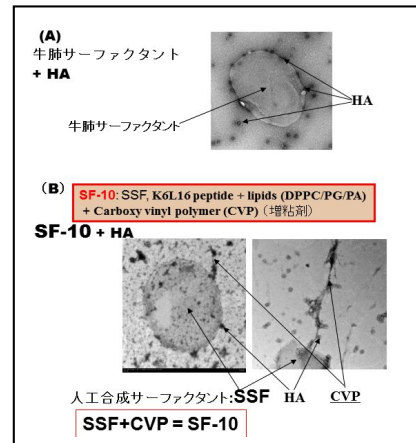 (A)
牛肺サーファクタント
+ HA
HA
牛肺サーファクタント
(B)
SF-10: SSF, K6L16 peptide + lipids (DPPC/PG/PA)
+ Carboxy vinyl polymer (CVP) (増粘剤)
SF-10 + HA
人工合成サーファクタント:SSF
HA
CVP
SSF+CVP = SF-10